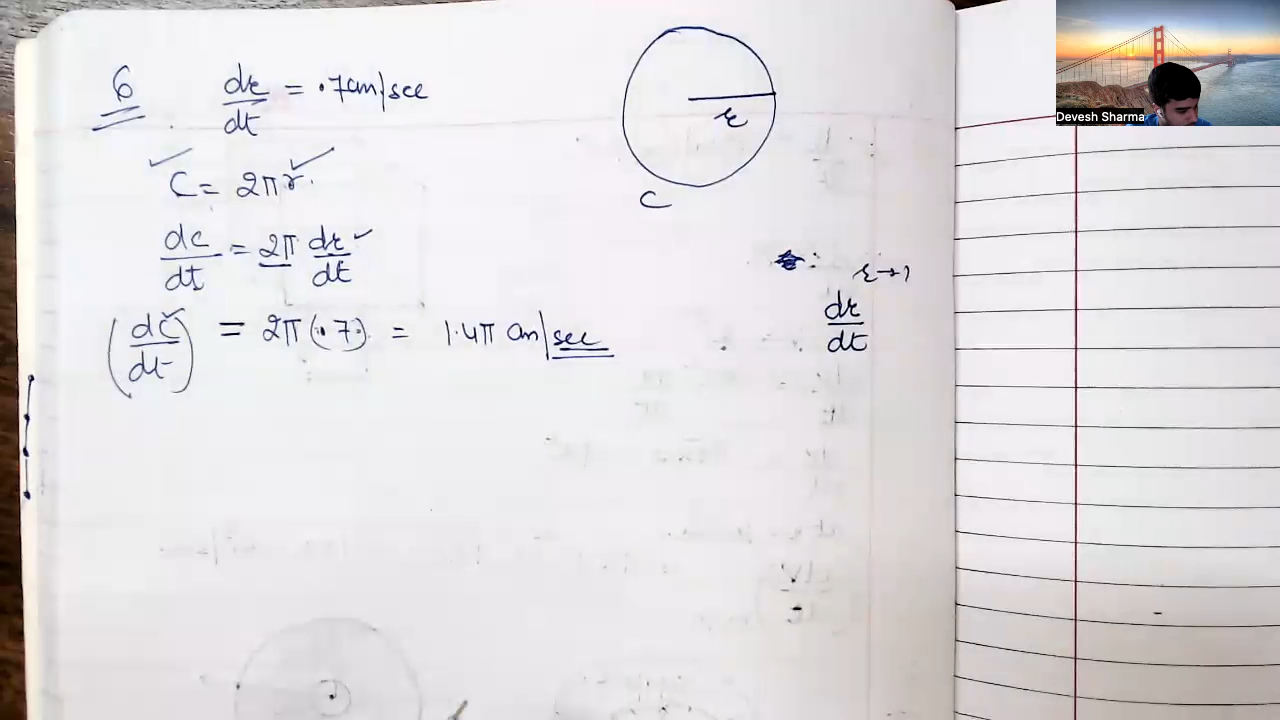 6 dr/dt = .7cm/sec
r
C = 2πr.
C
dc/dt = 2π dr/dt
r→
dr/dt
(dc/dt) = 2π(.7) = 1.4π cm/sec
Devesh Sharma